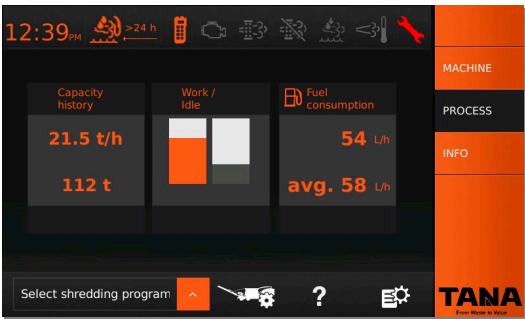 12:39PM
>24 h
MACHINE
PROCESS
INFO
Capacity
history
21.5 t/h
112 t
Work /
Idle
Fuel
consumption
54 L/h
avg. 58 L/h
Select shredding program
?
TANA
From Waste to Value